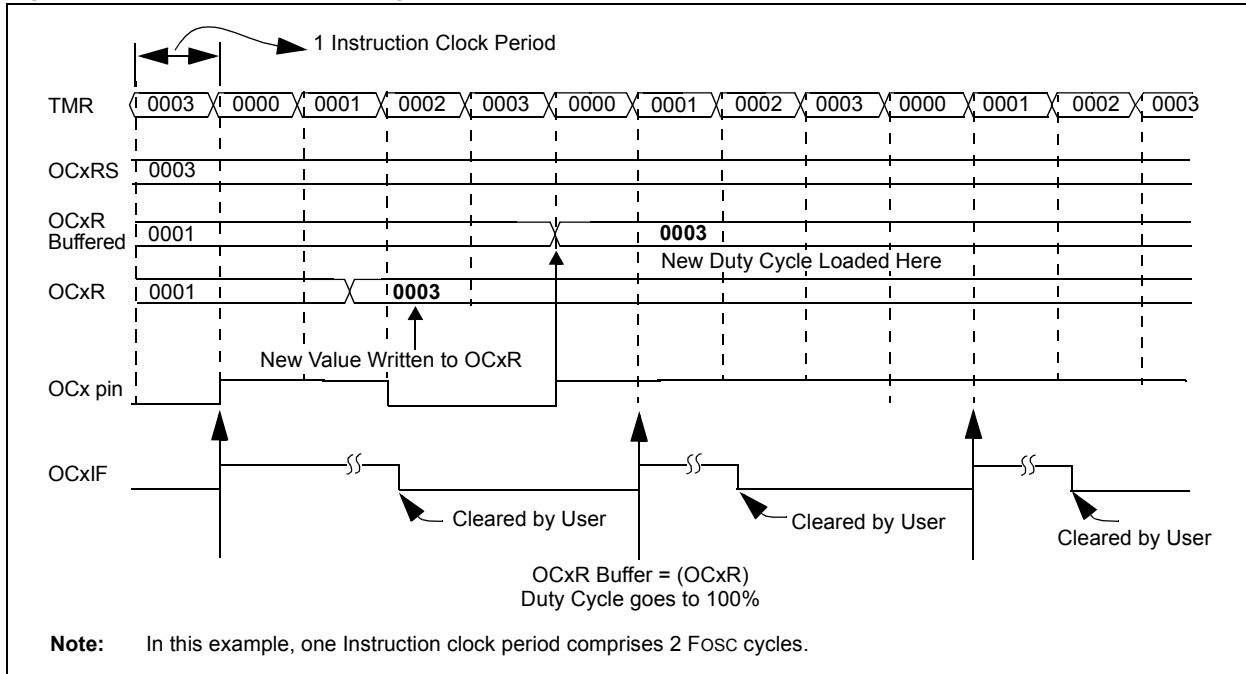 1 Instruction Clock Period
TMR 0003 0000 0001 0002 0003 0000 0001 0002 0003 0000 0001 0002 0003
OCxRS 0003
OCxR
Buffered 0001 0003
New Duty Cycle Loaded Here
OCxR 0001 0003
New Value Written to OCxR
OCx pin
OCxIF
Cleared by User Cleared by User Cleared by User
OCxR Buffer = (OCxR)
Duty Cycle goes to 100%
Note: In this example, one Instruction clock period comprises 2 FOSC cycles.